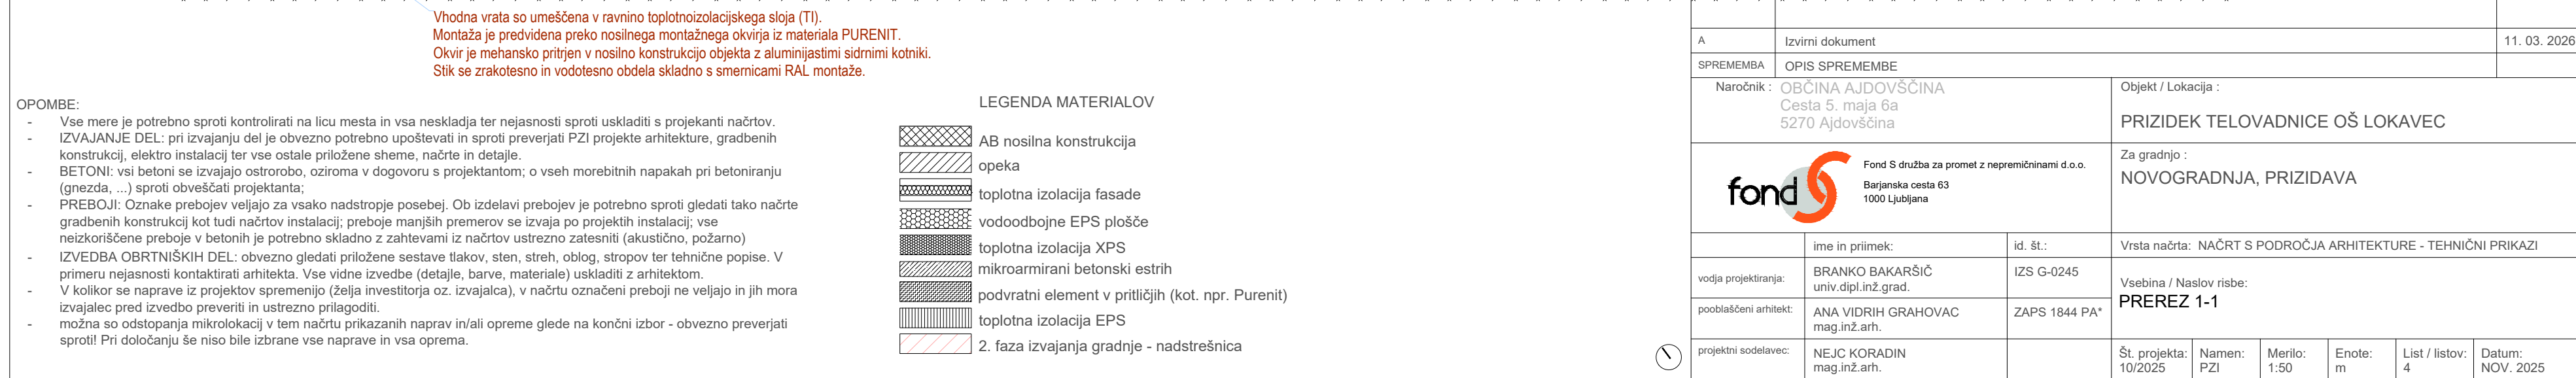 Vhodna vrata so umeščena v ravnino toplotnoizolacijskega sloja (TI).
Montaža je predvidena preko nosilnega montažnega okvirja iz materiala PURENIT.
Okvir je mehansko pritrjen v nosilno konstrukcijo objekta z aluminijastimi sidrnimi kotniki.
Stik se zrakotesno in vodotesno obdela skladno s smernicami RAL montaže.
OPOMBE:
- Vse mere je potrebno sproti kontrolirati na licu mesta in vsa neskladja ter nejasnosti sproti uskladiti s projekanti načrtov.
- IZVAJANJE DEL: pri izvajanju del je obvezno potrebno upoštevati in sproti preverjati PZI projekte arhitekture, gradbenih
konstrukcij, elektro instalacij ter vse ostale priložene sheme, načrte in detajle.
- BETONI: vsi betoni se izvajajo ostrorobo, oziroma v dogovoru s projektantom; o vseh morebitnih napakah pri betoniranju
(gnezda, ...) sproti obveščati projektanta;
- PREBOJI: Oznake prebojev veljajo za vsako nadstropje posebej. Ob izdelavi prebojev je potrebno sproti gledati tako načrte
gradbenih konstrukcij kot tudi načrtov instalacij; preboje manjših premerov se izvaja po projektih instalacij; vse
neizkoriščene preboje v betonih je potrebno skladno z zahtevami iz načrtov ustrezno zatesniti (akustično, požarno)
- IZVEDBA OBRTNIŠKIH DEL: obvezno gledati priložene sestave tlakov, sten, streh, oblog, stropov ter tehnične popise. V
primeru nejasnosti kontaktirati arhitekta. Vse vidne izvedbe (detajle, barve, materiale) uskladiti z arhitektom.
- V kolikor se naprave iz projektov spremenijo (želja investitorja oz. izvajalca), v načrtu označeni preboji ne veljajo in jih mora
izvajalec pred izvedbo preveriti in ustrezno prilagoditi.
- možna so odstopanja mikrolokacij v tem načrtu prikazanih naprav in/ali opreme glede na končni izbor - obvezno preverjati
sproti! Pri določanju še niso bile izbrane vse naprave in vsa oprema.
LEGENDA MATERIALOV
AB nosilna konstrukcija
opeka
toplotna izolacija fasade
vodoodbojne EPS plošče
toplotna izolacija XPS
mikroarmirani betonski estrih
podvratni element v pritličjih (kot. npr. Purenit)
toplotna izolacija EPS
2. faza izvajanja gradnje - nadstrešnica
A Izvirni dokument 11. 03. 2026
SPREMEMBA OPIS SPREMEMBE
Naročnik : OBČINA AJDOVŠČINA
Cesta 5. maja 6a
5270 Ajdovščina
Objekt / Lokacija :
PRIZIDEK TELOVADNICE OŠ LOKAVEC
fond
Fond S družba za promet z nepremičninami d.o.o.
Barjanska cesta 63
1000 Ljubljana
Za gradnjo :
NOVOGRADNJA, PRIZIDAVA
ime in priimek: id. št.:
Vrsta načrta: NAČRT S PODROČJA ARHITEKTURE - TEHNIČNI PRIKAZI
vodja projektiranja: BRANKO BAKARŠIČ IZS G-0245
univ.dipl.inž.grad.
Vsebina / Naslov risbe:
PREREZ 1-1
pooblaščeni arhitekt: ANA VIDRIH GRAHOVAC ZAPS 1844 PA*
mag.inž.arh.
projektni sodelavec: NEJC KORADIN
mag.inž.arh.
Št. projekta: Namen: Merilo: Enote: List / listov: Datum:
10/2025 PZI 1:50 m 4 NOV. 2025